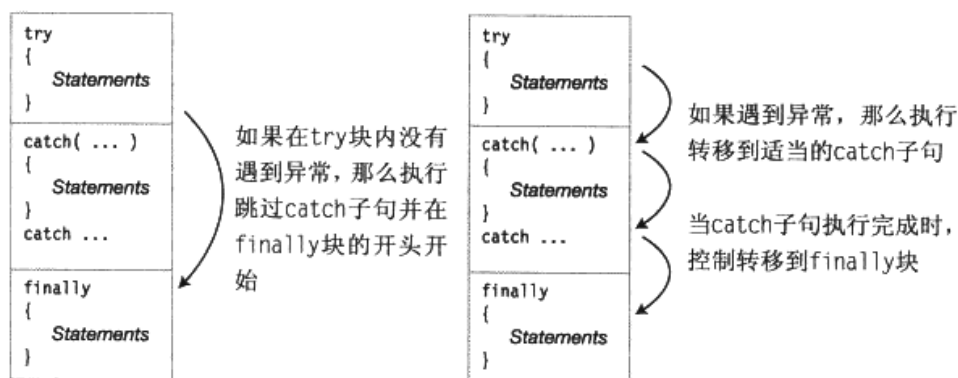 try
{
Statements
}
catch( ... )
{
Statements
}
catch ...
finally
{
Statements
}
如果在try块内没有
遇到异常，那么执行
跳过catch子句并在
finally块的开头开
始
try
{
Statements
}
catch( ... )
{
Statements
}
catch ...
finally
{
Statements
}
如果遇到异常，那么执行
转移到适当的catch子句
当catch子句执行完成时，
控制转移到finally块